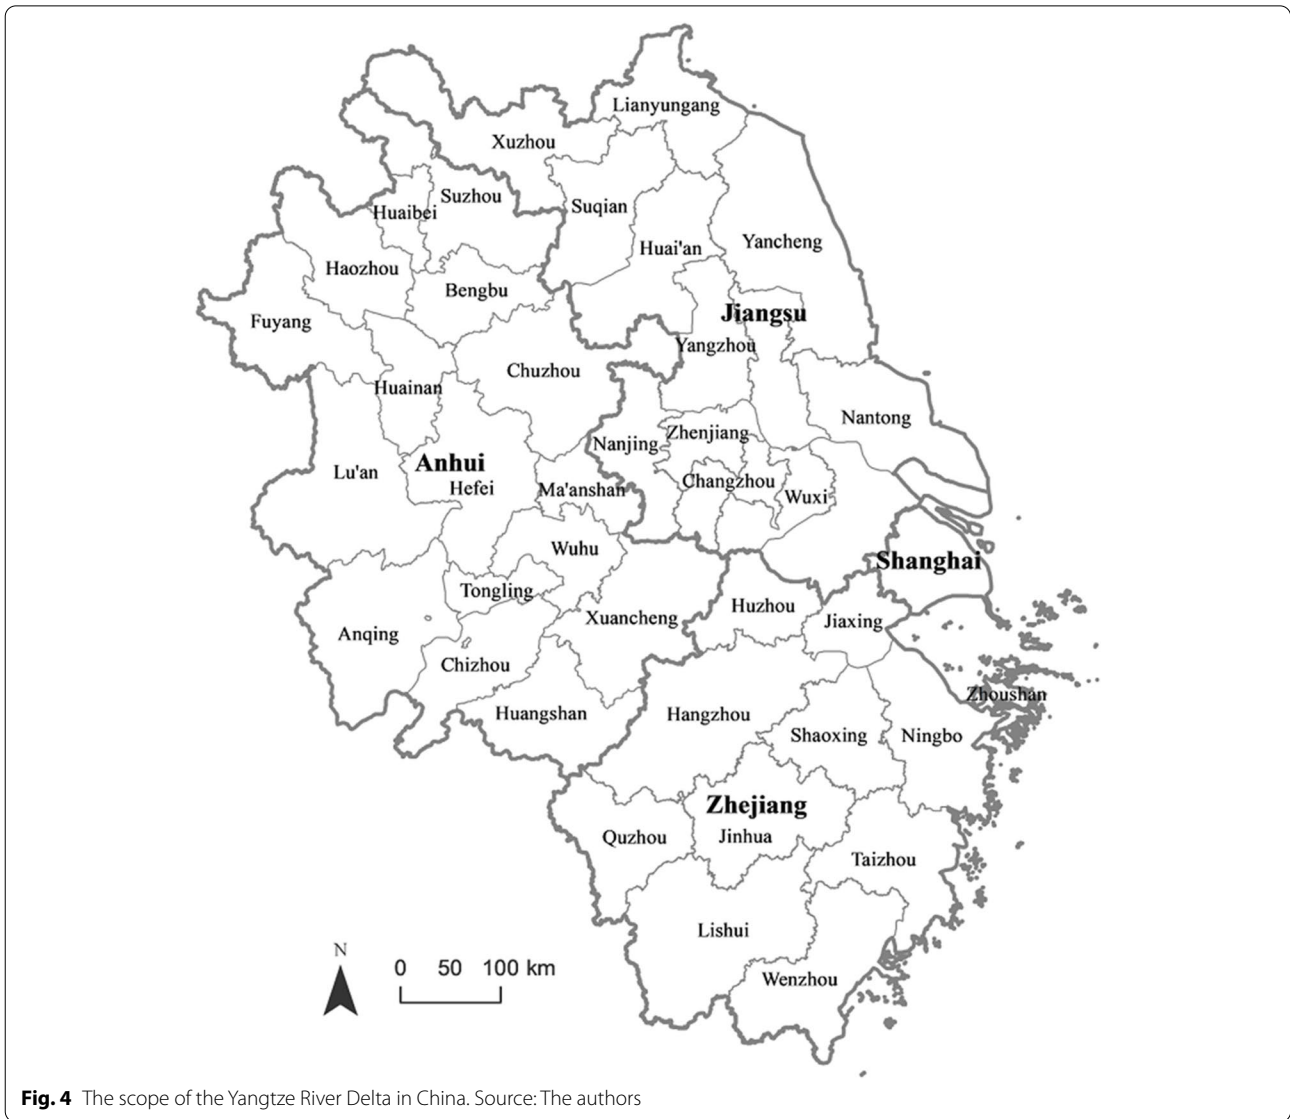 Lianyungang
Xuzhou
Suzhou
Huaibei
Suqian
Yancheng
Huai'an
Haozhou
Bengbu
Fuyang
Jiangsu
Yangzhou
Chuzhou
Huainan
Nantong
Zhenjiang
Nanjing
Anhui
Lu'an
Changzhou
Hefei
Ma'anshan
Wuxi
Wuhu
Shanghai
Tongling
Huzhou
Xuancheng
Jiaxing
Anqing
Chizhou
Zhoushan
Huangshan
Hangzhou
Shaoxing
Ningbo
Zhejiang
Quzhou
Jinhua
Taizhou
Lishui
Wenzhou
N
0 50 100 km
Fig. 4 The scope of the Yangtze River Delta in China. Source: The authors